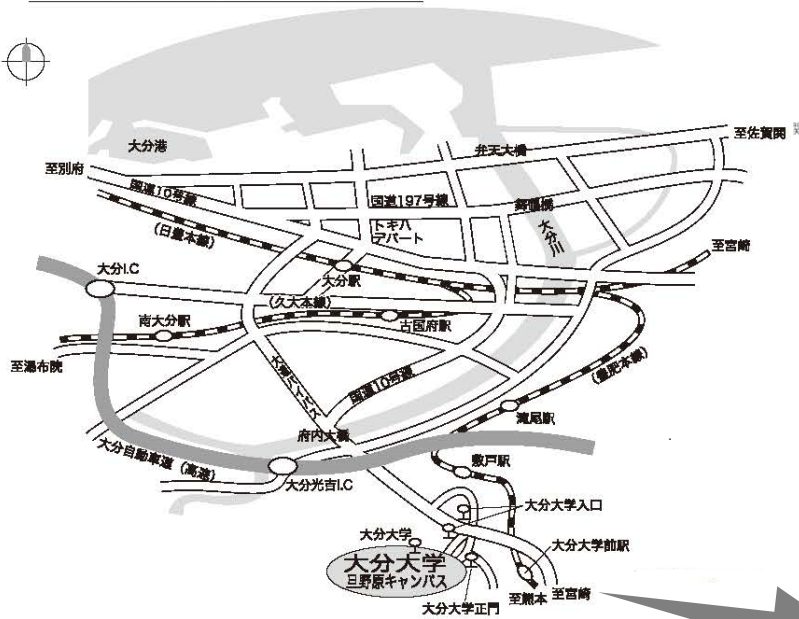 大分港
弁天大橋
至佐賀関
至別府
国道10号線
国道197号線
舞鶴橋
トキハ
デパート
(日豊本線)
大分川
至宮崎
大分I.C
大分駅
(久大本線)
南大分駅
古国府駅
至湯布院
大分バイパス
国道10号線
(豊肥本線)
滝尾駅
府内大橋
大分自動車道 (高速)
敷戸駅
大分光吉I.C
大分大学入口
大分大学
大分大学
旦野原キャンパス
大分大学前駅
大分大学正門
至熊本
至宮崎